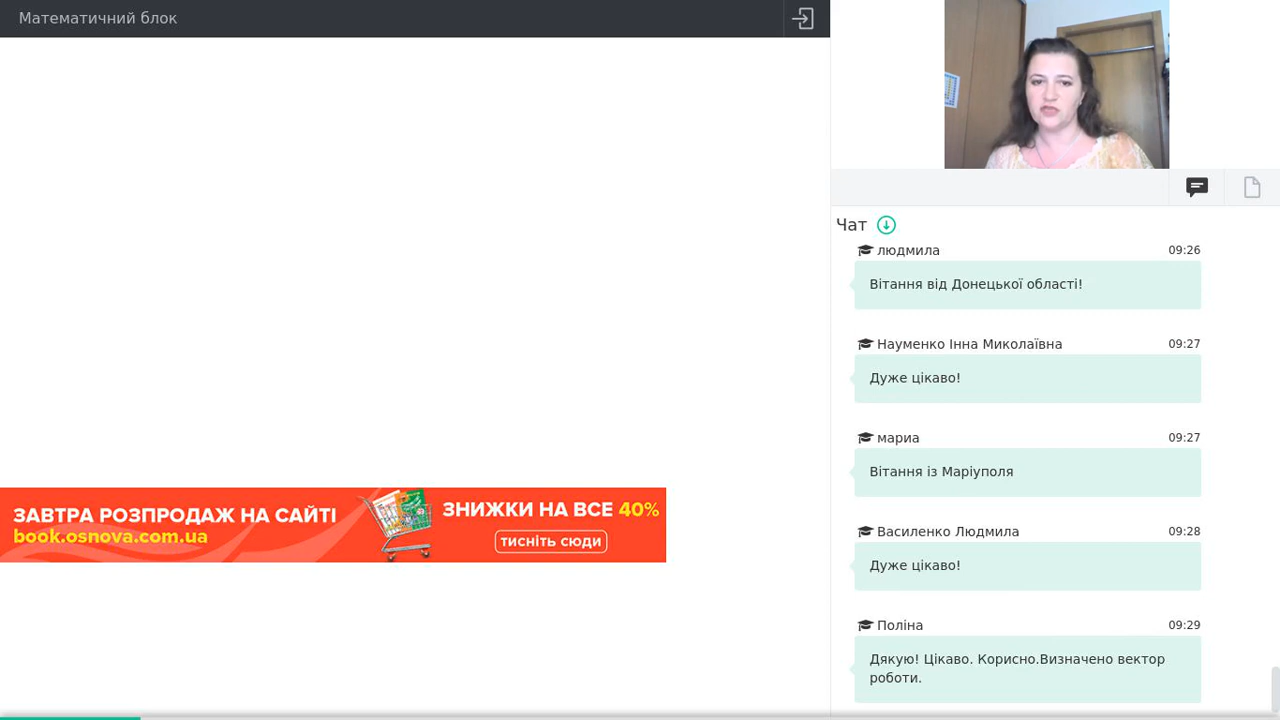 Математичний блок
ЗАВТРА РОЗПРОДАЖ НА САЙТІ
book.osnova.com.ua
ЗНИЖКИ НА ВСЕ 40%
тисніть сюди
Чат
людмила 09:26
Вітання від Донецької області!
Науменко Інна Миколаївна 09:27
Дуже цікаво!
мариа 09:27
Вітання із Маріуполя
Василенко Людмила 09:28
Дуже цікаво!
Поліна 09:29
Дякую! Цікаво. Корисно.Визначено вектор
роботи.